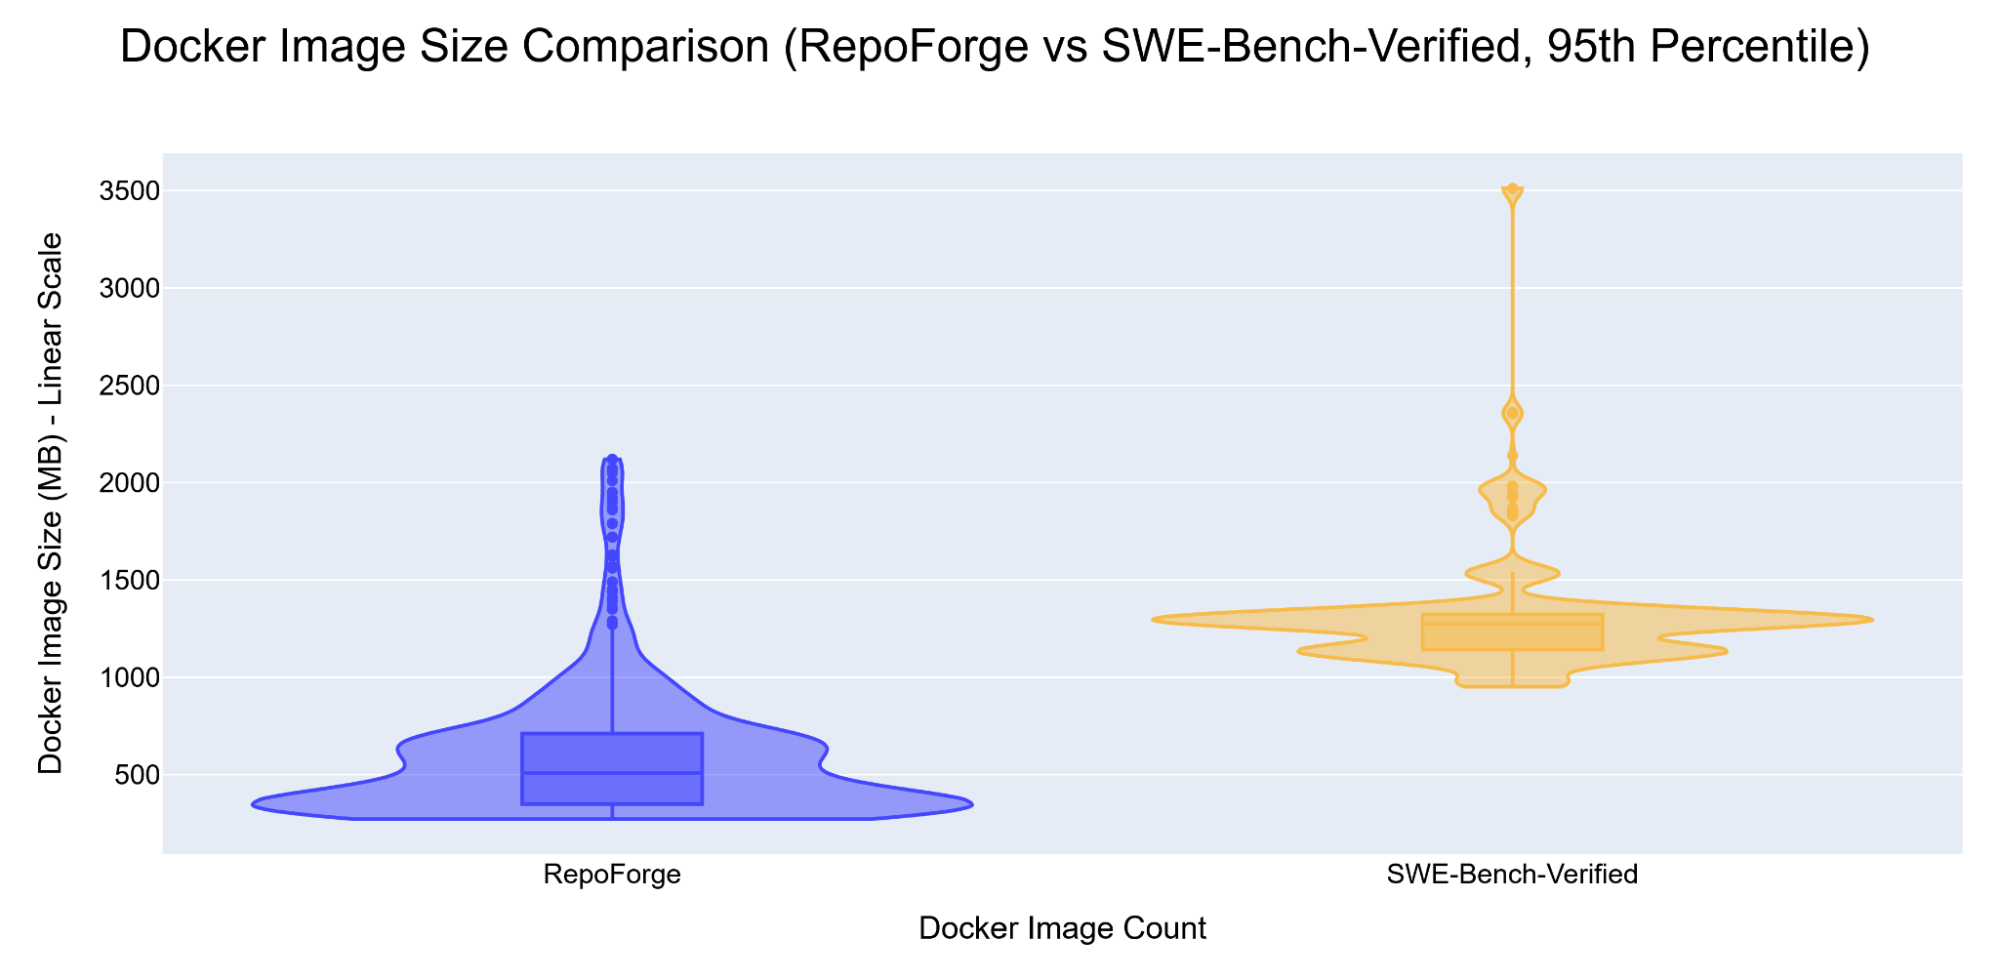 Docker Image Size Comparison (RepoForge vs SWE-Bench-Verified, 95th Percentile)
Docker Image Size (MB) - Linear Scale
3500
3000
2500
2000
1500
1000
500
RepoForge
SWE-Bench-Verified
Docker Image Count